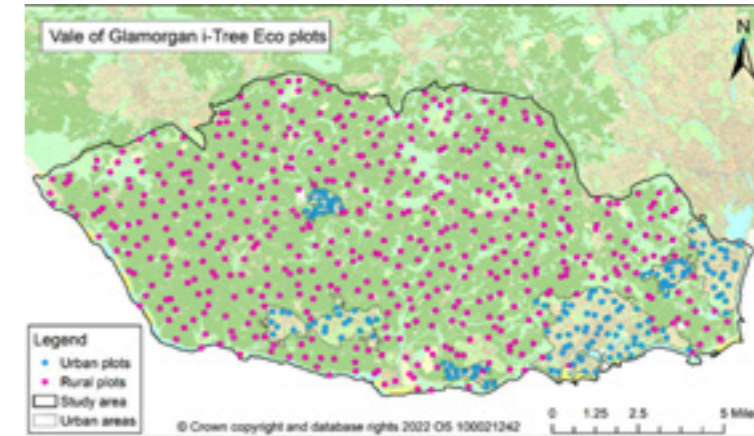 Vale of Glamorgan i-Tree Eco plots
N
Legend
Urban plots
Rural plots
Study area
Urban areas
© Crown copyright and database rights 2022 OS 100021242
0 1.25 2.5 5 Mile